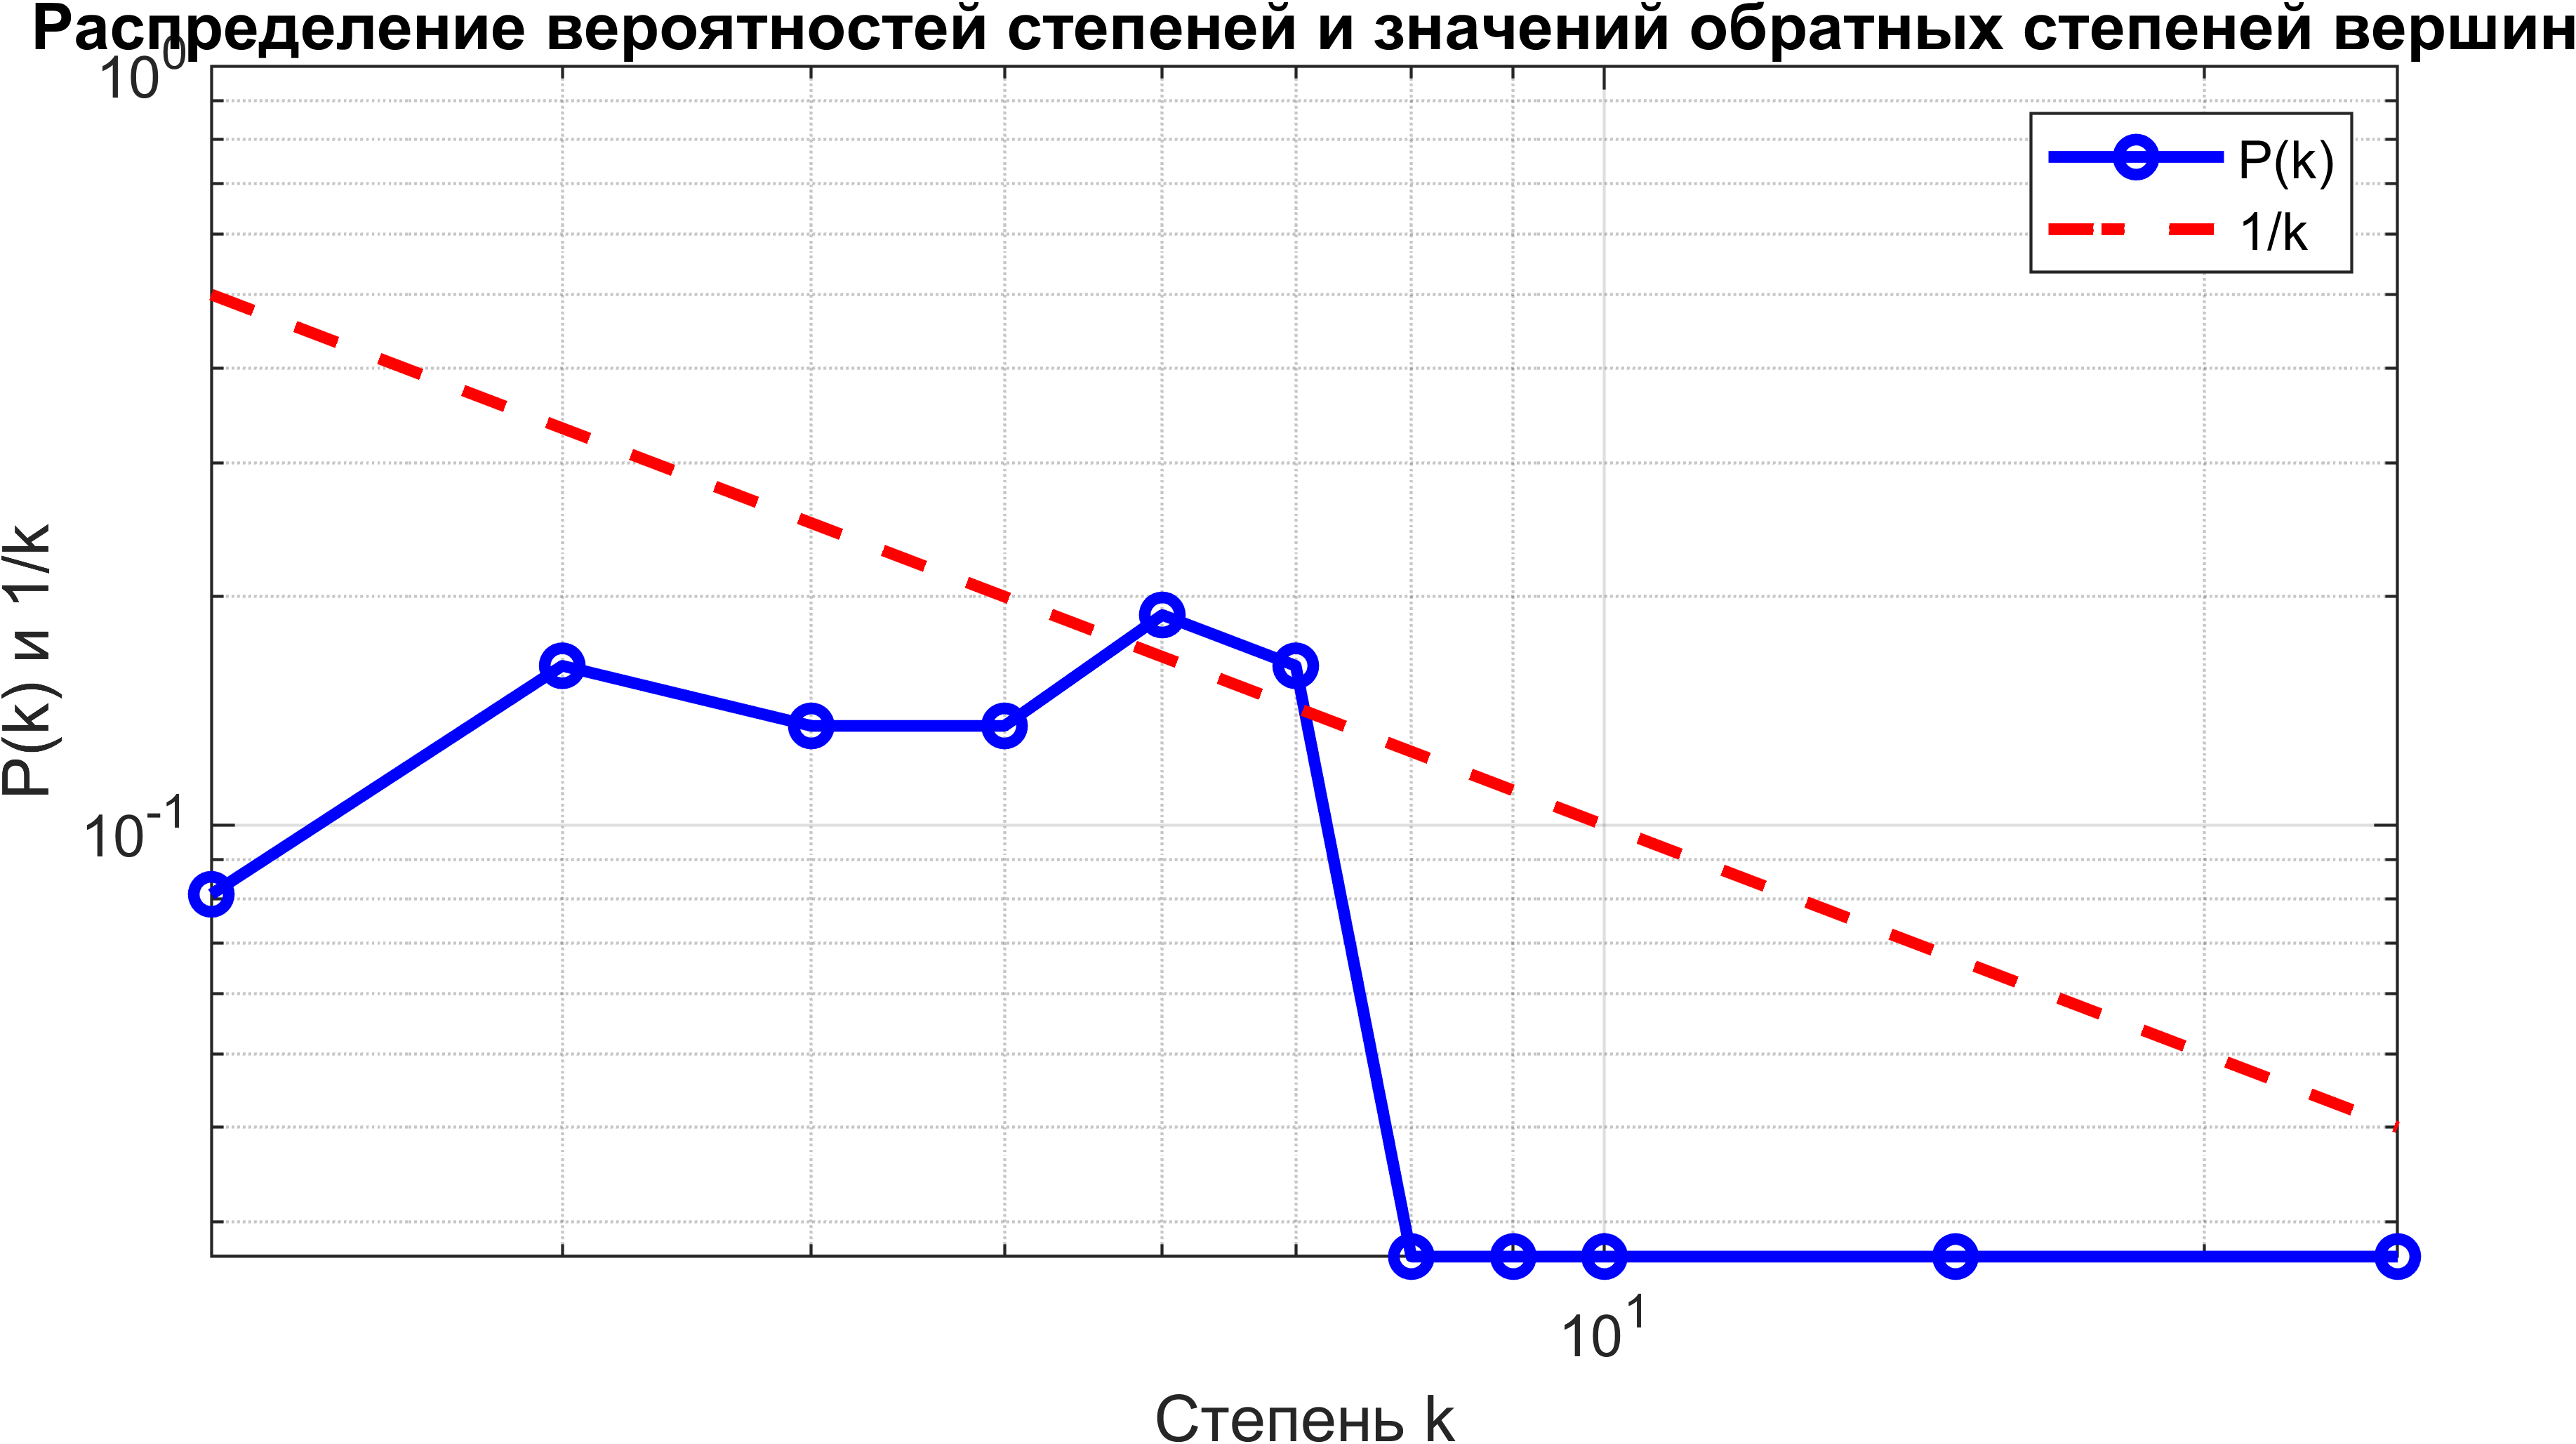 Распределение вероятностей степеней и значений обратных степеней вершин
10^0
P(k)
1/k
P(k) и 1/k
10^-1
10^1
Степень k